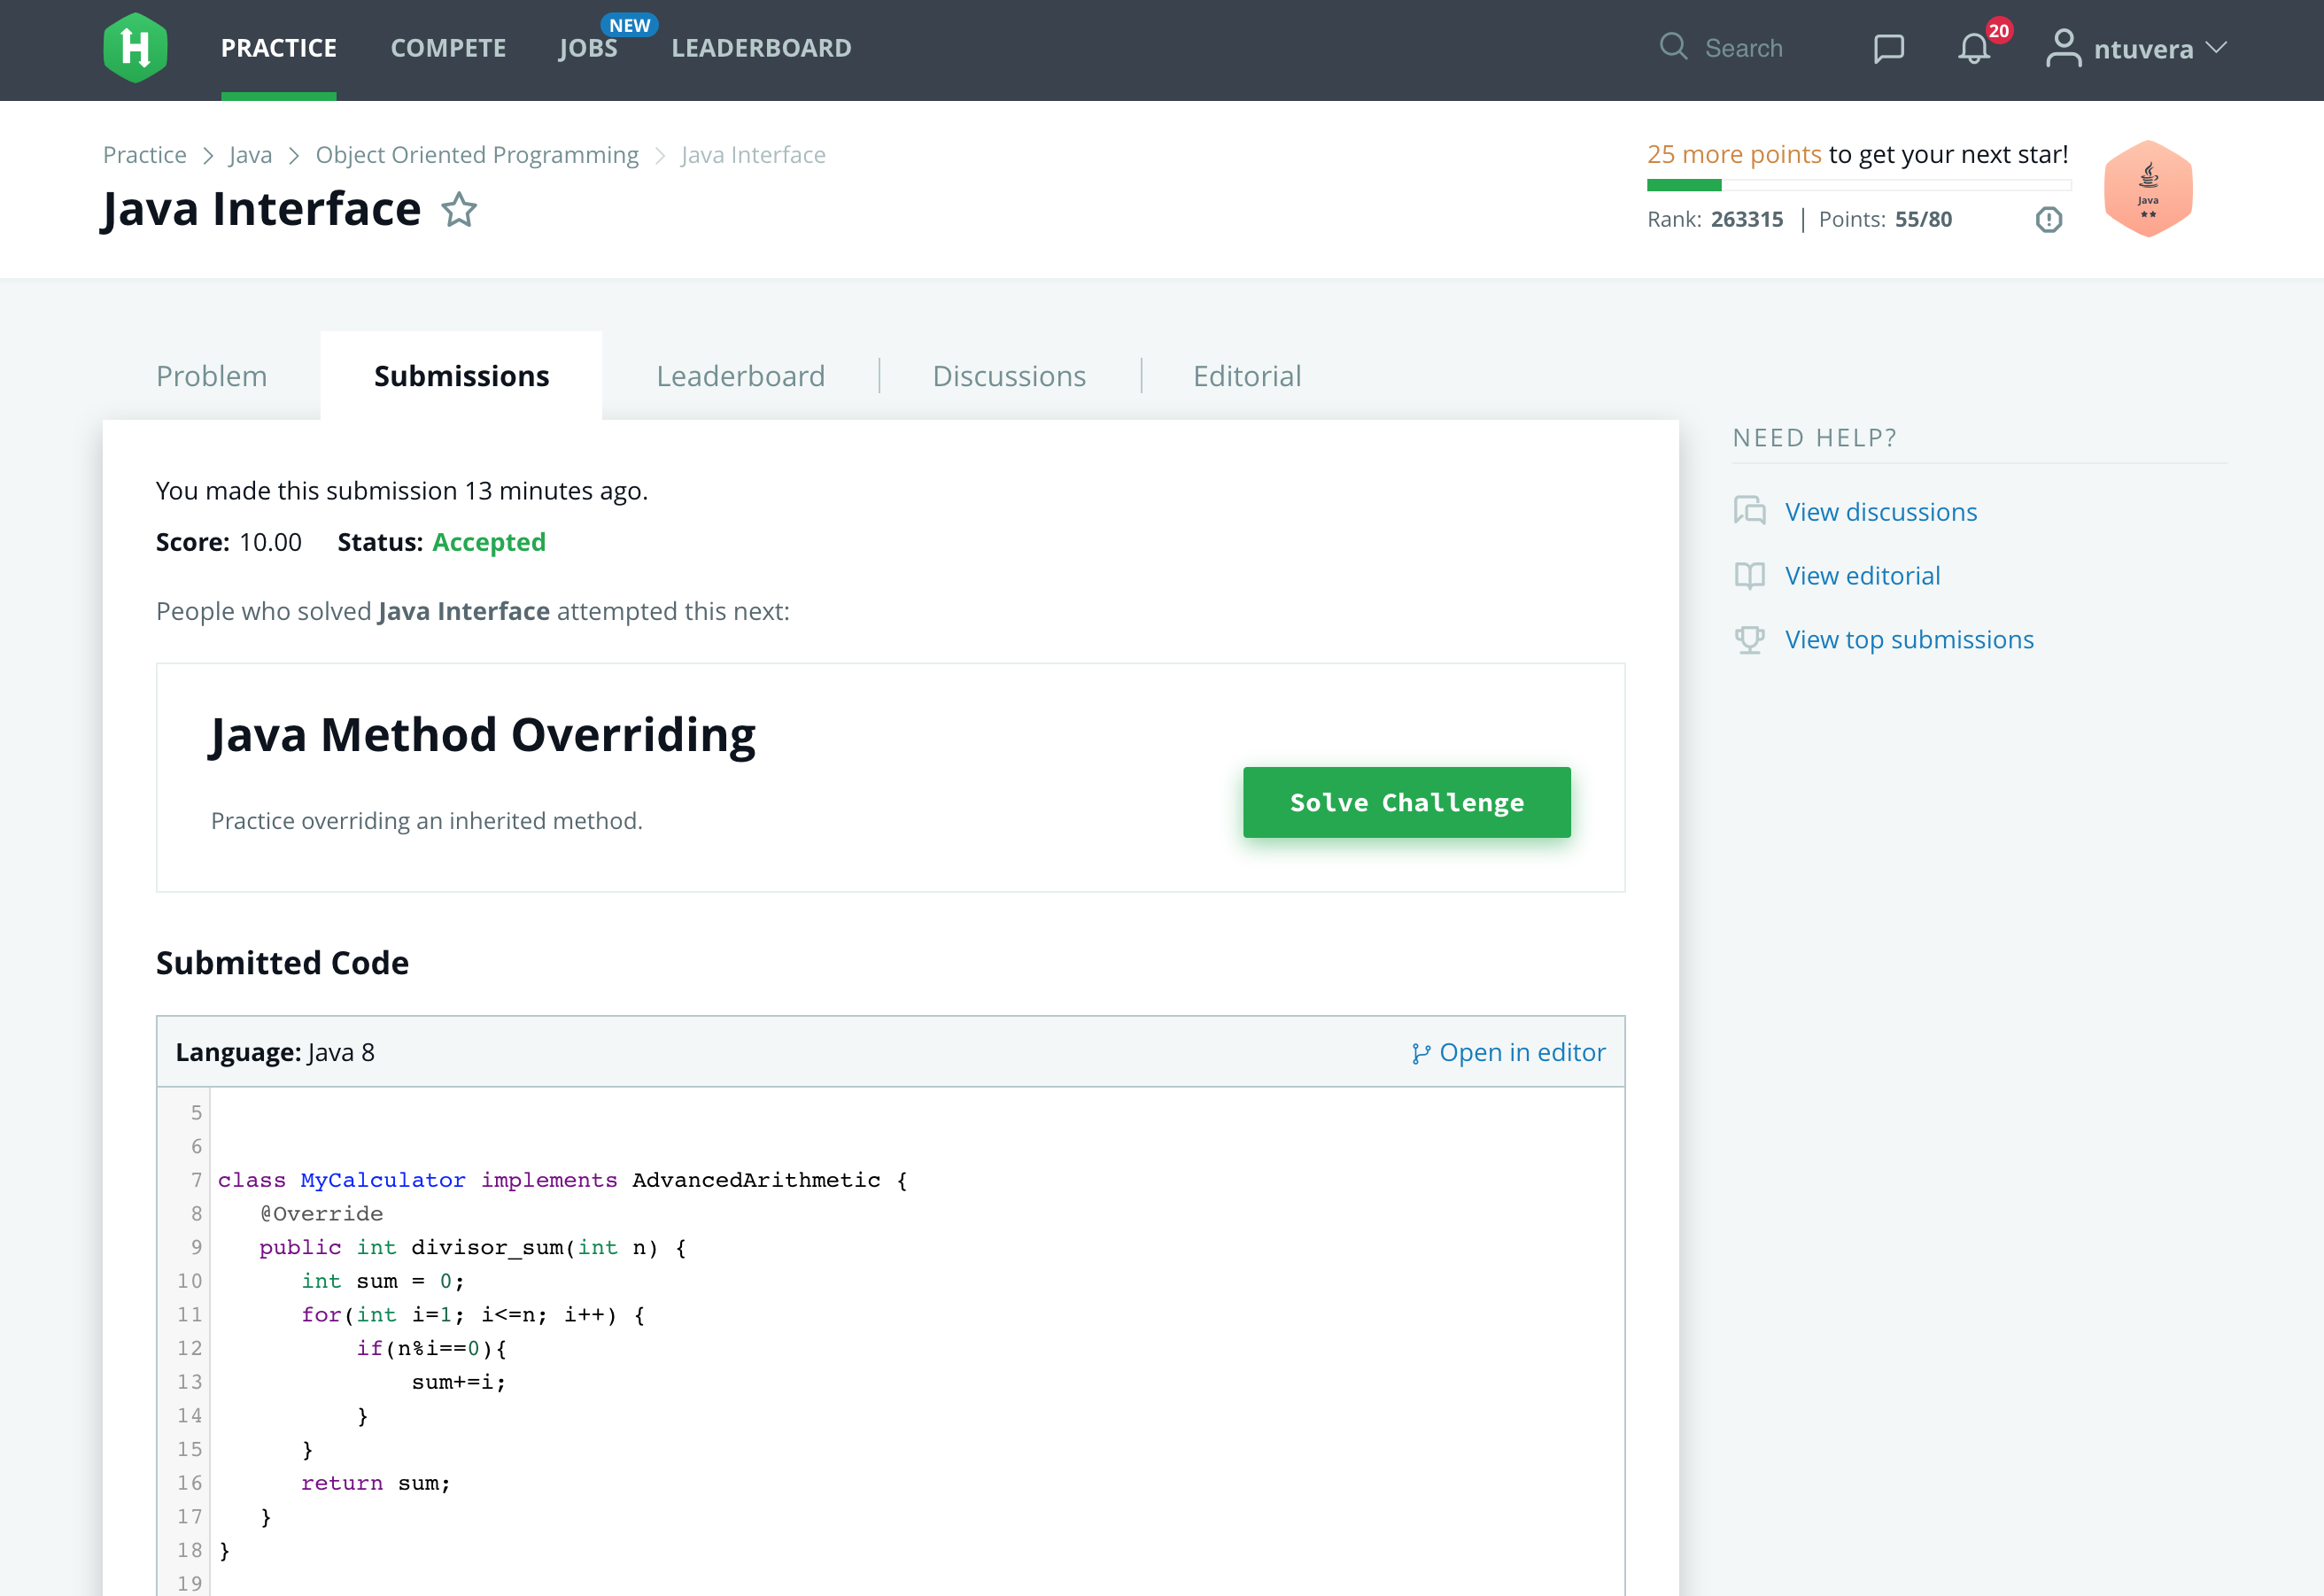 H PRACTICE COMPETE JOBS NEW LEADERBOARD Search 20 ntuvera
Practice > Java > Object Oriented Programming > Java Interface
25 more points to get your next star!
Java Interface
Rank: 263315 | Points: 55/80
Java
Problem Submissions Leaderboard Discussions Editorial
NEED HELP?
View discussions
View editorial
View top submissions
You made this submission 13 minutes ago.
Score: 10.00 Status: Accepted
People who solved Java Interface attempted this next:
Java Method Overriding
Practice overriding an inherited method.
Solve Challenge
Submitted Code
Language: Java 8 Open in editor
5
6
7 class MyCalculator implements AdvancedArithmetic {
8    @Override
9    public int divisor_sum(int n) {
10       int sum = 0;
11       for(int i=1; i<=n; i++) {
12           if(n%i==0){
13               sum+=i;
14           }
15       }
16       return sum;
17    }
18 }
19